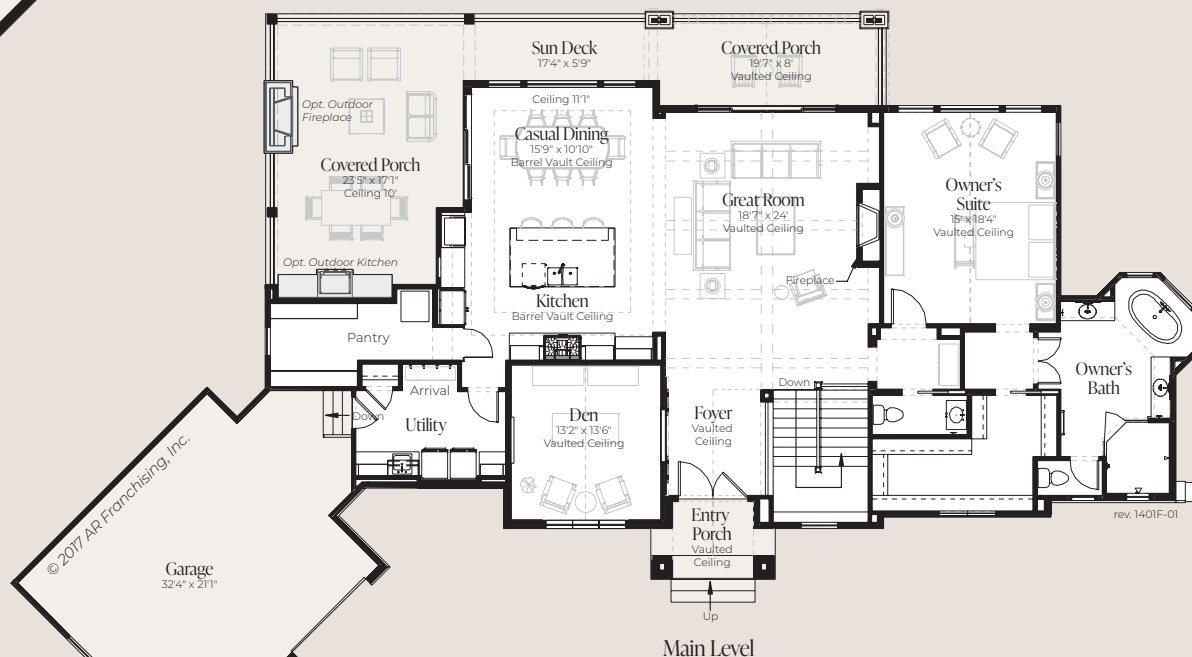 Sun Deck
17'4" x 5'9"
Covered Porch
19'7" x 8'
Vaulted Ceiling
Opt. Outdoor
Fireplace
Covered Porch
23'5" x 17'1"
Ceiling 10'
Opt. Outdoor Kitchen
Ceiling 11'1"
Casual Dining
15'9" x 10'10"
Barrel Vault Ceiling
Great Room
18'7" x 24'
Vaulted Ceiling
Fireplace
Owner's
Suite
15' x 18'4"
Vaulted Ceiling
Kitchen
Barrel Vault Ceiling
Pantry
Arrival
Down
Utility
Den
13'2" x 13'6"
Vaulted Ceiling
Foyer
Vaulted
Ceiling
Down
Owner's
Bath
Entry
Porch
Vaulted
Ceiling
Up
rev. 1401F-01
© 2017 AR Franchising, Inc.
Garage
32'4" x 21'1"
Main Level